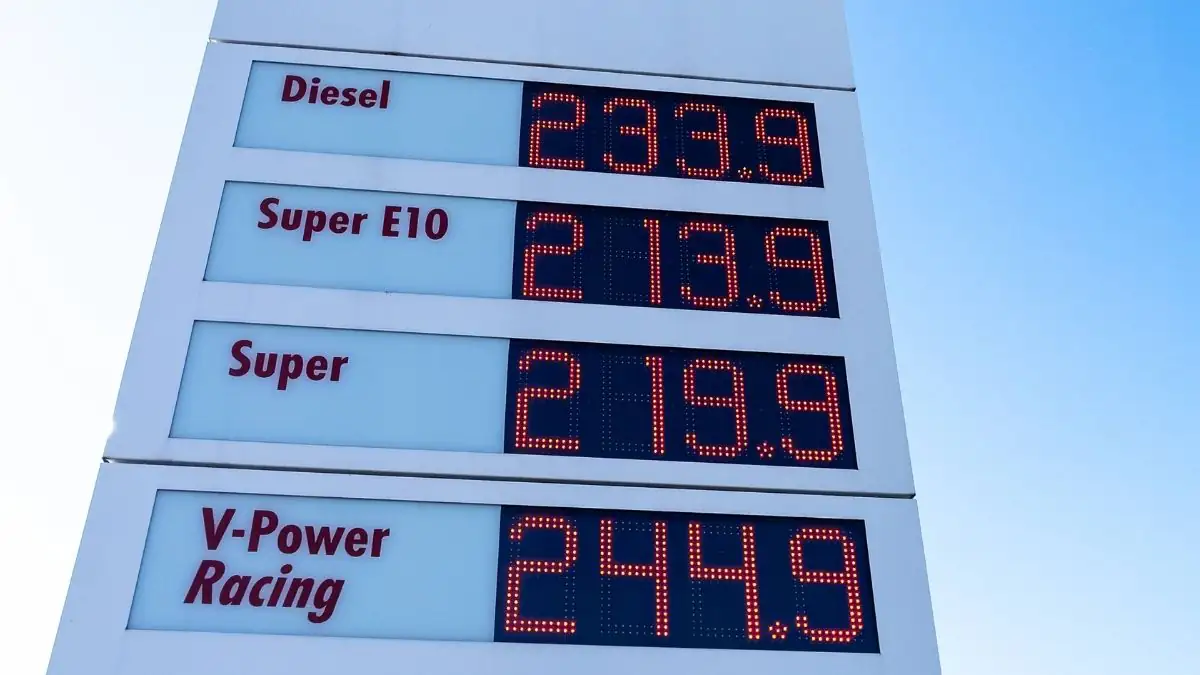 Diesel 233.9
Super E10 213.9
Super 219.9
V-Power 244.9
Racing